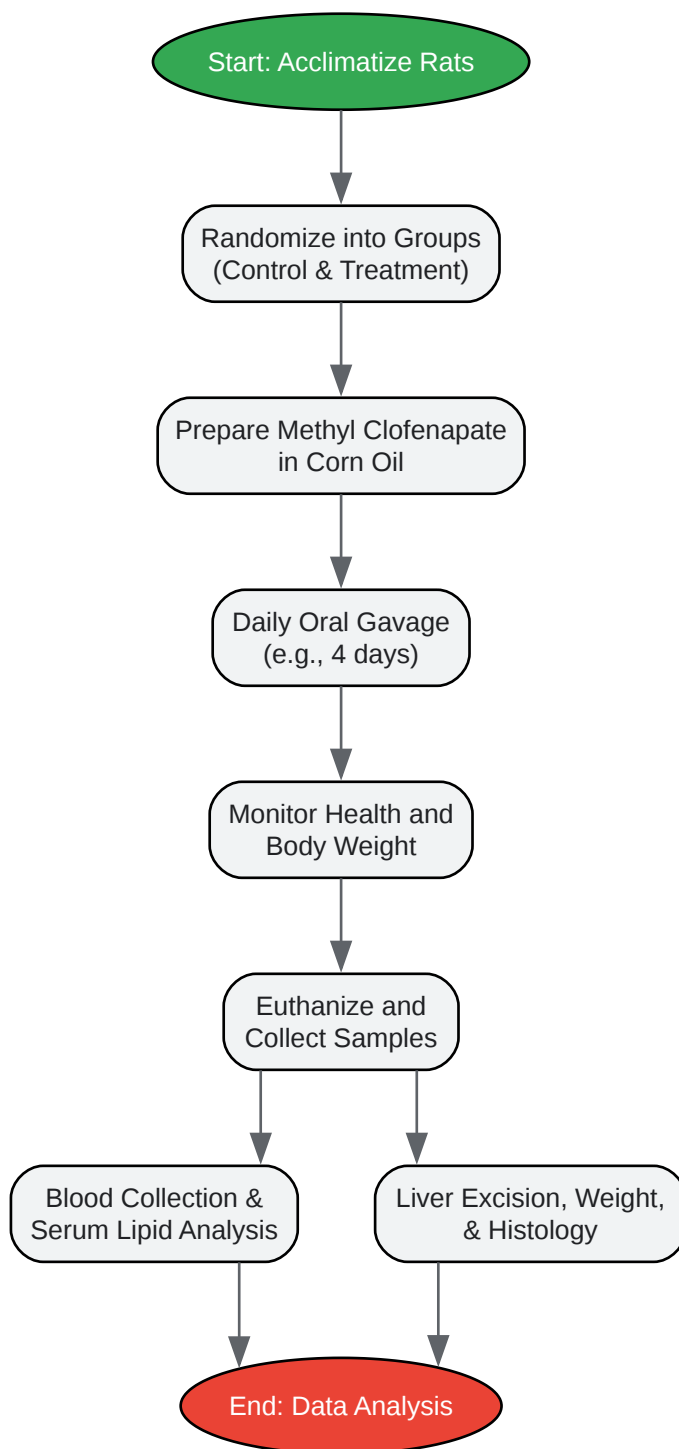 Start: Acclimatize Rats
Randomize into Groups
(Control & Treatment)
Prepare Methyl Clofenapate
in Corn Oil
Daily Oral Gavage
(e.g., 4 days)
Monitor Health and
Body Weight
Euthanize and
Collect Samples
Blood Collection &
Serum Lipid Analysis
Liver Excision, Weight,
& Histology
End: Data Analysis